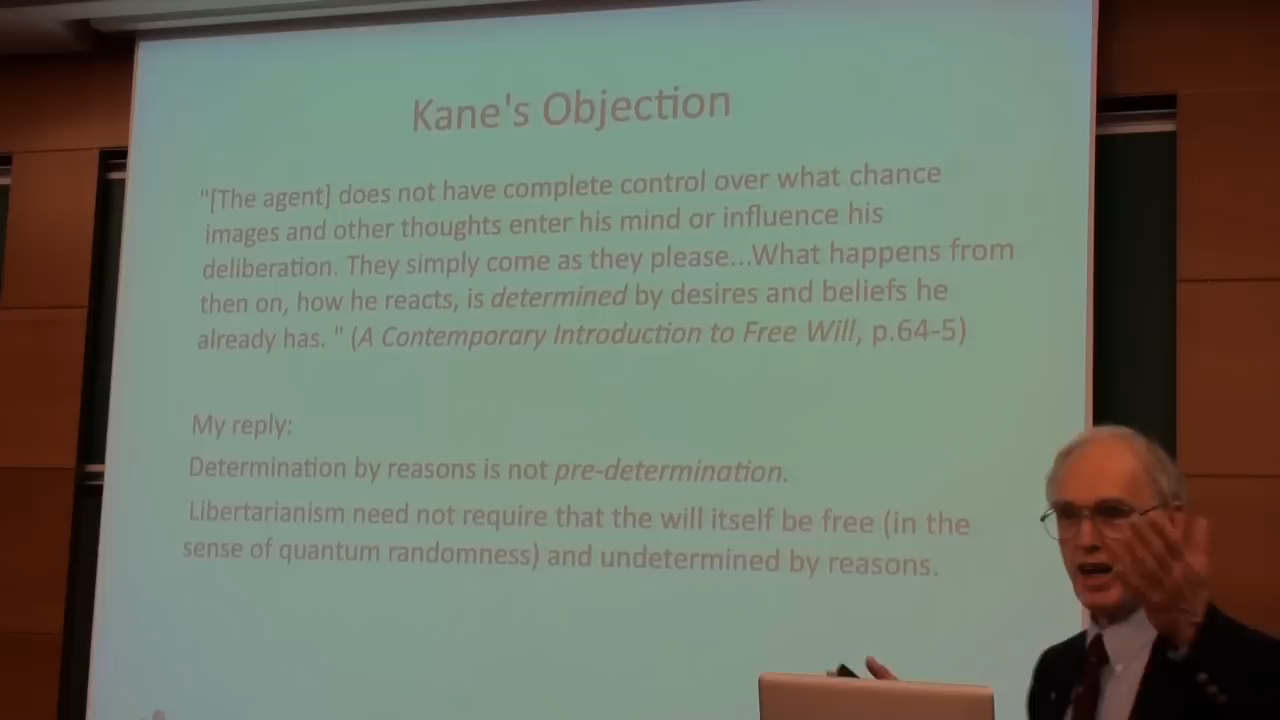 Kane's Objection
"[The agent] does not have complete control over what chance
images and other thoughts enter his mind or influence his
deliberation. They simply come as they please...What happens from
then on, how he reacts, is determined by desires and beliefs he
already has. " (A Contemporary Introduction to Free Will, p.64-5)
My reply:
Determination by reasons is not pre-determination.
Libertarianism need not require that the will itself be free (in the
sense of quantum randomness) and undetermined by reasons.